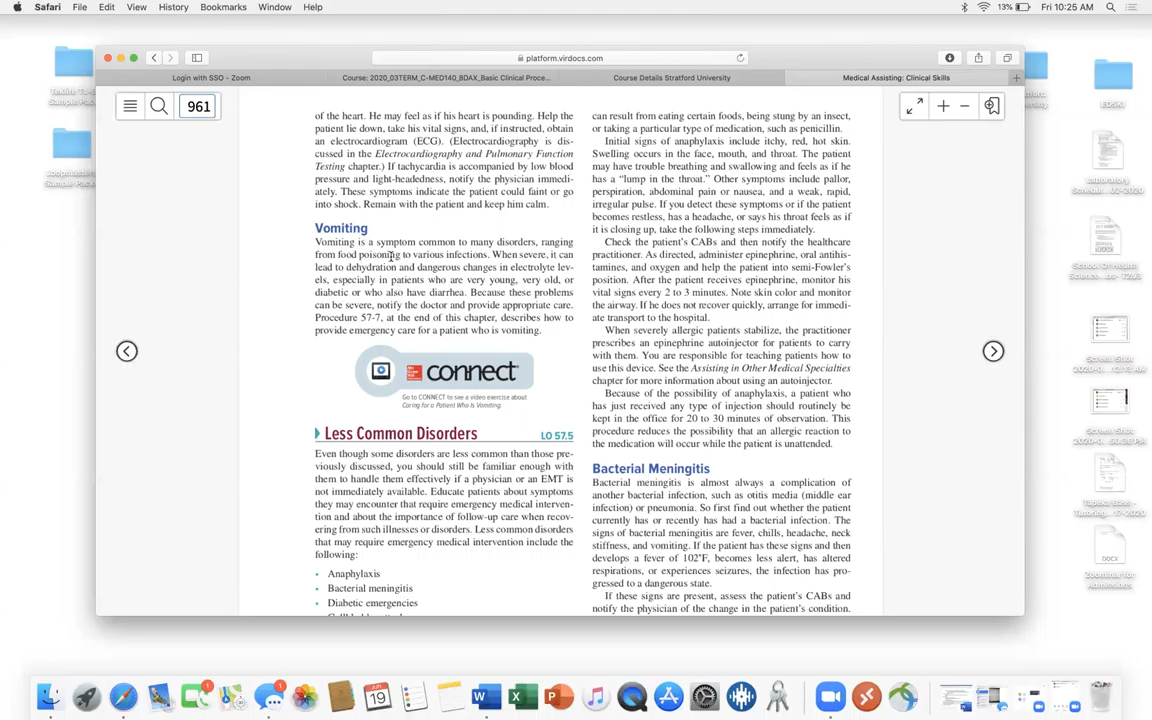 Safari File Edit View History Bookmarks Window Help
13% Fri 10:25 AM
platform.virdocs.com
Login with SSO - Zoom
Course: 2020_03TERM_C-MED140_BDAX_Basic Clinical Proce...
Course Details Stratford University
Medical Assisting: Clinical Skills
961
of the heart. He may feel as if his heart is pounding. Help the
patient lie down, take his vital signs, and, if instructed, obtain
an electrocardiogram (ECG). (Electrocardiography is dis-
cussed in the Electrocardiography and Pulmonary Function
Testing chapter.) If tachycardia is accompanied by low blood
pressure and light-headedness, notify the physician immedi-
ately. These symptoms indicate the patient could faint or go
into shock. Remain with the patient and keep him calm.
Vomiting
Vomiting is a symptom common to many disorders, ranging
from food poisoning to various infections. When severe, it can
lead to dehydration and dangerous changes in electrolyte lev-
els, especially in patients who are very young, very old, or
diabetic or who also have diarrhea. Because these problems
can be severe, notify the doctor and provide appropriate care.
Procedure 57-7, at the end of this chapter, describes how to
provide emergency care for a patient who is vomiting.
connect
Go to CONNECT to see a video exercise about
Caring for a Patient Who Is Vomiting.
Less Common Disorders LO 57.5
Even though some disorders are less common than those pre-
viously discussed, you should still be familiar enough with
them to handle them effectively if a physician or an EMT is
not immediately available. Educate patients about symptoms
they may encounter that require emergency medical interven-
tion and about the importance of follow-up care when recov-
ering from such illnesses or disorders. Less common disorders
that may require emergency medical intervention include the
following:
• Anaphylaxis
• Bacterial meningitis
• Diabetic emergencies
can result from eating certain foods, being stung by an insect,
or taking a particular type of medication, such as penicillin.
Initial signs of anaphylaxis include itchy, red, hot skin.
Swelling occurs in the face, mouth, and throat. The patient
may have trouble breathing and swallowing and feels as if he
has a “lump in the throat.” Other symptoms include pallor,
perspiration, abdominal pain or nausea, and a weak, rapid,
irregular pulse. If you detect these symptoms or if the patient
becomes restless, has a headache, or says his throat feels as if
it is closing up, take the following steps immediately.
Check the patient’s CABs and then notify the healthcare
practitioner. As directed, administer epinephrine, oral antihis-
tamines, and oxygen and help the patient into semi-Fowler’s
position. After the patient receives epinephrine, monitor his
vital signs every 2 to 3 minutes. Note skin color and monitor
the airway. If he does not recover quickly, arrange for immedi-
ate transport to the hospital.
When severely allergic patients stabilize, the practitioner
prescribes an epinephrine autoinjector for patients to carry
with them. You are responsible for teaching patients how to
use this device. See the Assisting in Other Medical Specialties
chapter for more information about using an autoinjector.
Because of the possibility of anaphylaxis, a patient who
has just received any type of injection should routinely be
kept in the office for 20 to 30 minutes of observation. This
procedure reduces the possibility that an allergic reaction to
the medication will occur while the patient is unattended.
Bacterial Meningitis
Bacterial meningitis is almost always a complication of
another bacterial infection, such as otitis media (middle ear
infection) or pneumonia. So first find out whether the patient
currently has or recently has had a bacterial infection. The
signs of bacterial meningitis are fever, chills, headache, neck
stiffness, and vomiting. If the patient has these signs and then
develops a fever of 102°F, becomes less alert, has altered
respirations, or experiences seizures, the infection has pro-
gressed to a dangerous state.
If these signs are present, assess the patient’s CABs and
notify the physician of the change in the patient’s condition.
EDSKI
DOCX
Zoominar for
Admissions
JUN
19